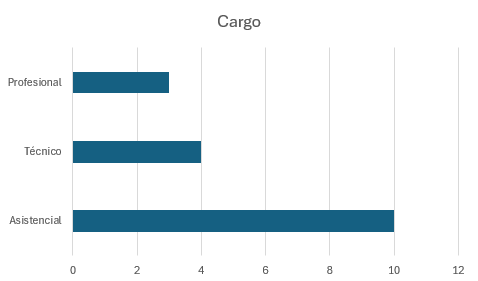 Cargo
Profesional
Técnico
Asistencial
0 2 4 6 8 10 12